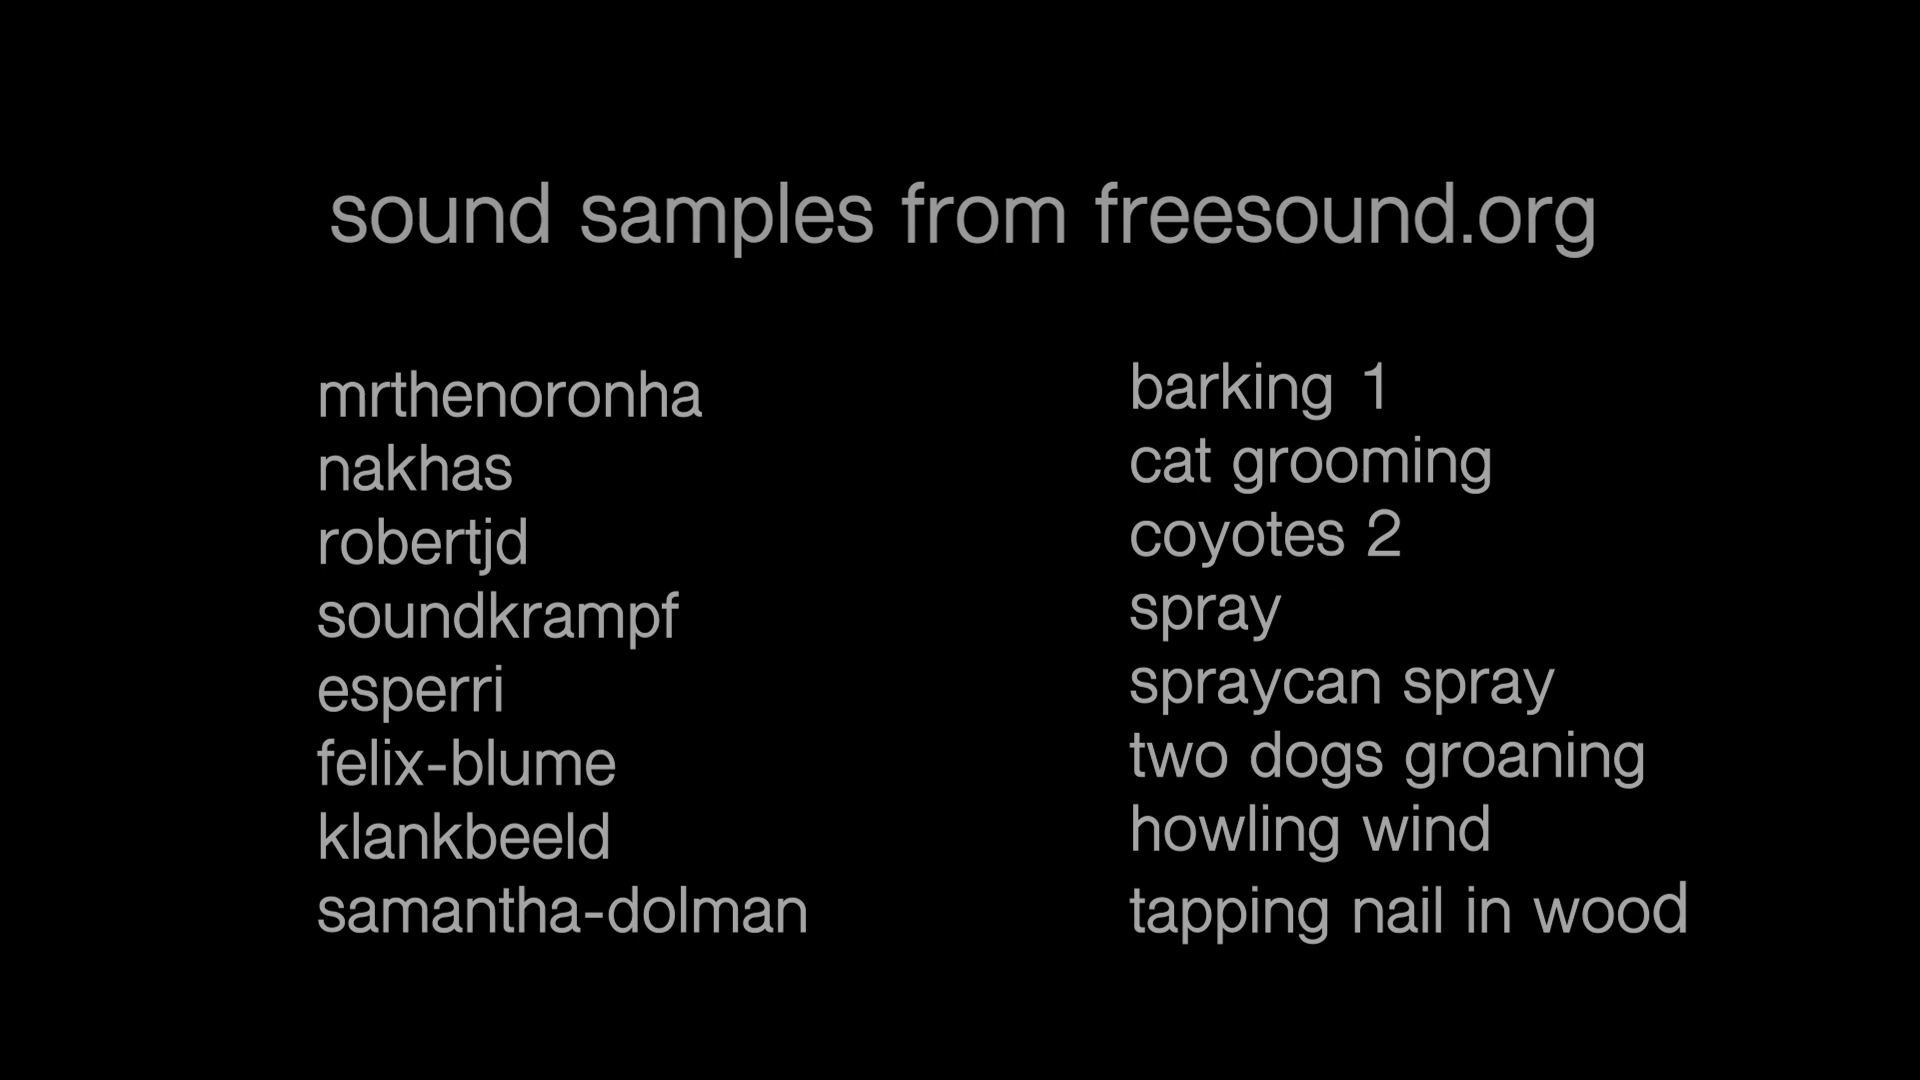 sound samples from freesound.org
mrthenoronha barking 1
nakhas cat grooming
robertjd coyotes 2
soundkrampf spray
esperri spraycan spray
felix-blume two dogs groaning
klankbeeld howling wind
samantha-dolman tapping nail in wood